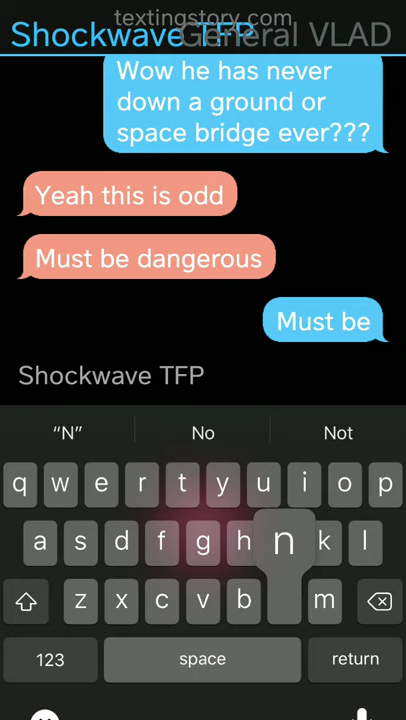 textingstory.com
Shockwave TFP General VLAD
Wow he has never
down a ground or
space bridge ever???
Yeah this is odd
Must be dangerous
Must be
Shockwave TFP
“N” No Not
q w e r t y u i o p
a s d f g h n k l
z x c v b m
123 space return